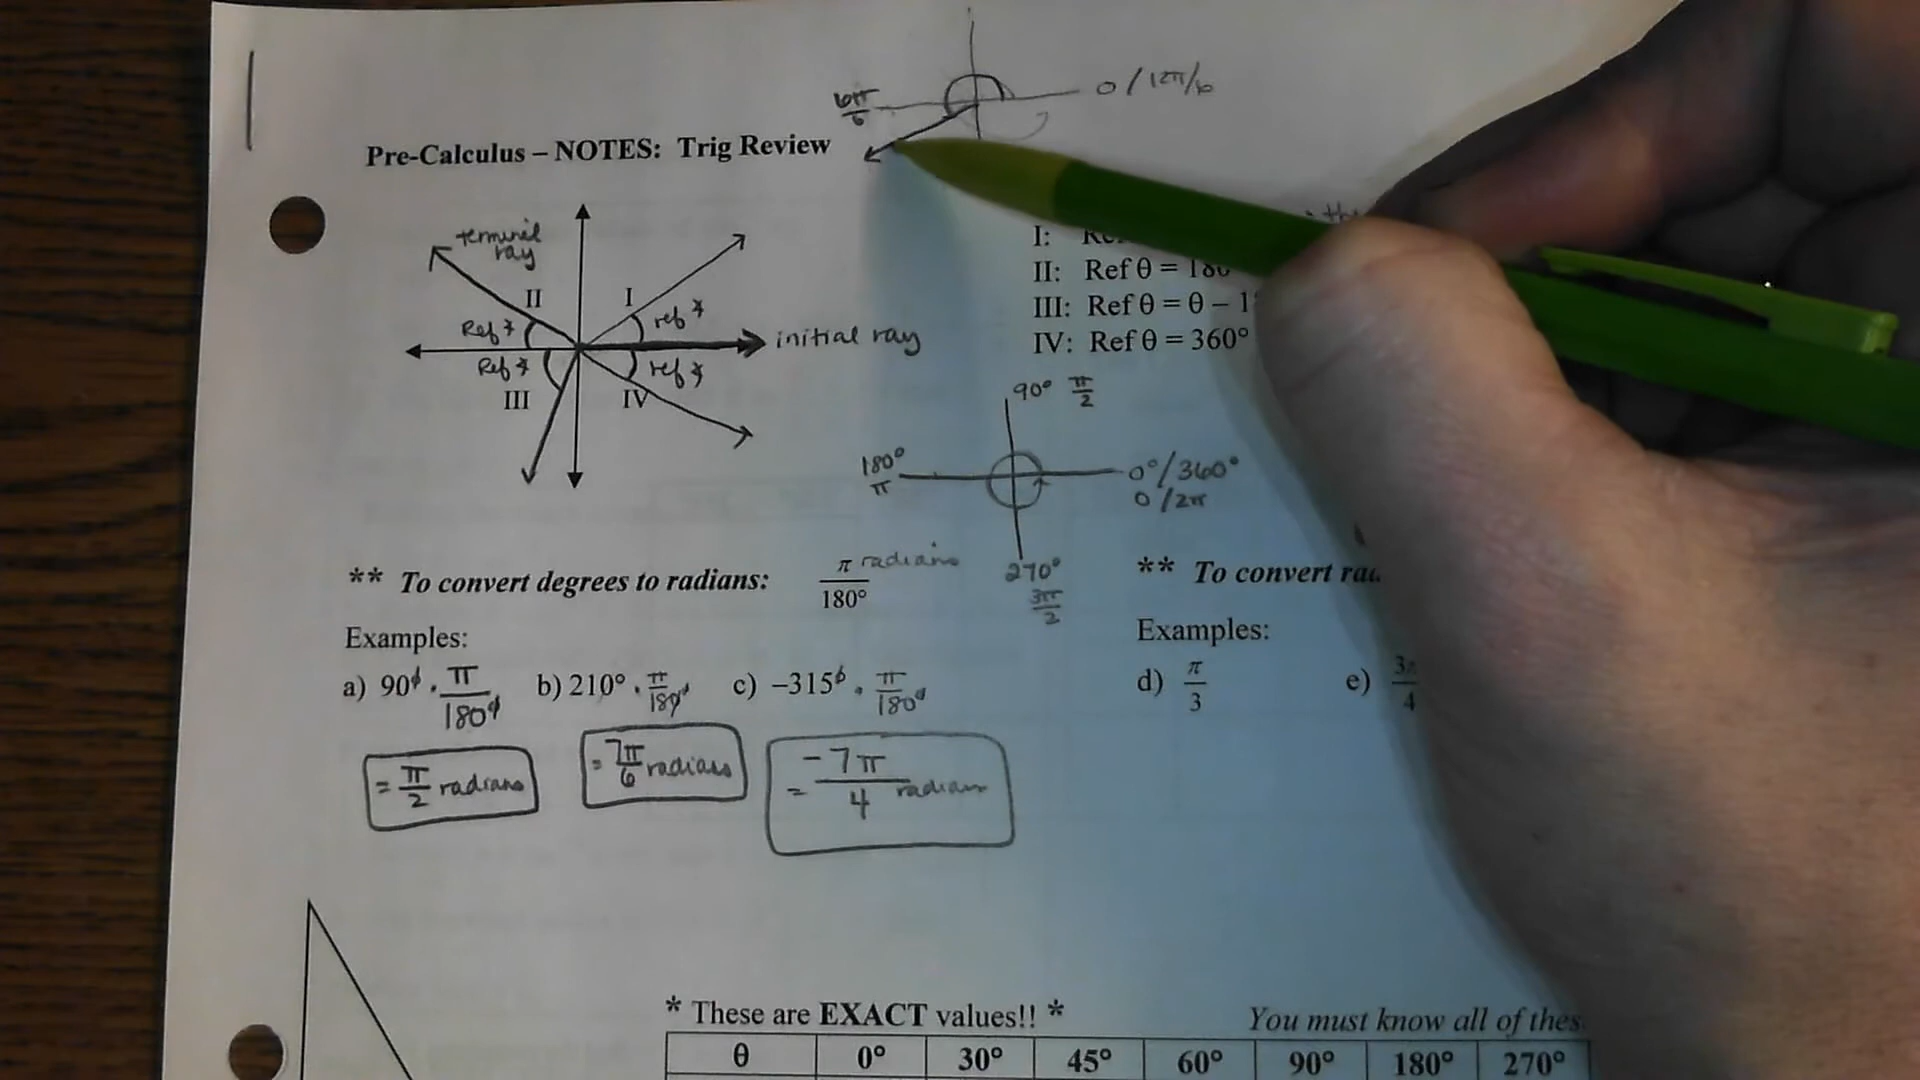 6π/6
0/12π/6
Pre-Calculus – NOTES: Trig Review
terminal ray
II
I
Ref ∡
ref ∡
initial ray
Ref ∡
ref ∡
III
IV
I:
II: Ref θ = 180
III: Ref θ = θ – 1
IV: Ref θ = 360°
90° π/2
180°
π
0°/360°
0/2π
270°
3π/2
** To convert degrees to radians: π radians/180°
** To convert
Examples:
Examples:
a) 90° · π/180° b) 210° · π/180° c) –315° · π/180°
d) π/3 e)
= π/2 radians
= 7π/6 radians
= -7π/4 radians
* These are EXACT values!! *
You must know all of
θ 0° 30° 45° 60° 90° 180° 270°